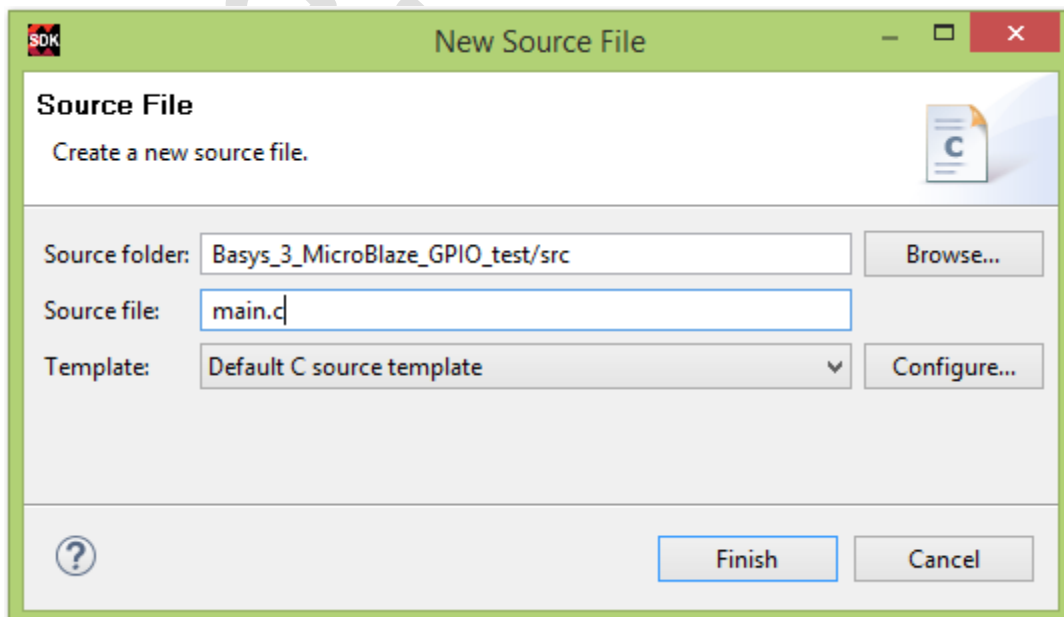 SDK
New Source File
Source File
Create a new source file.
C
Source folder: Basys_3_MicroBlaze_GPIO_test/src Browse...
Source file: main.c
Template: Default C source template Configure...
? Finish Cancel